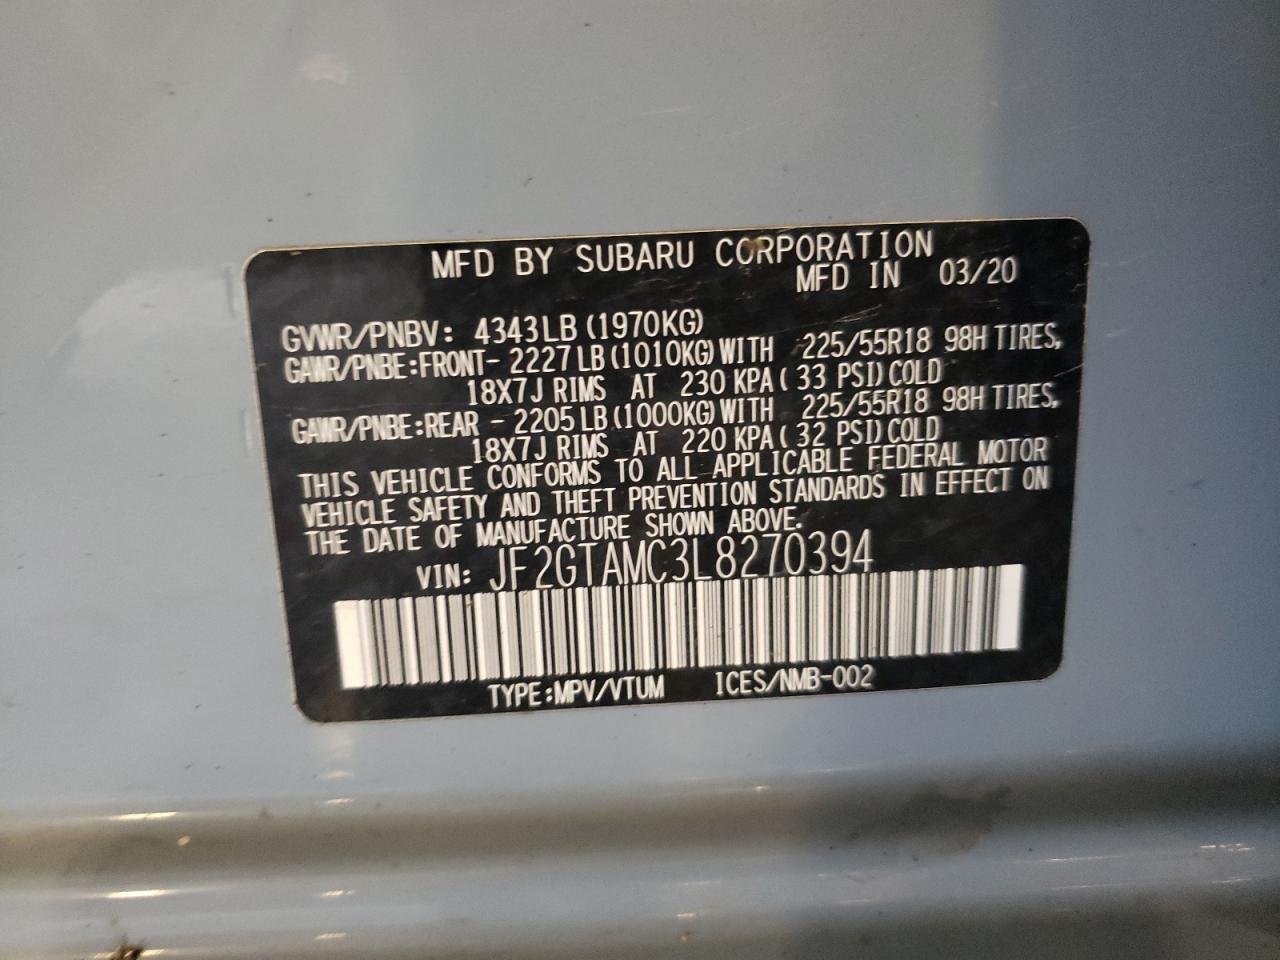 MFD BY SUBARU CORPORATION
MFD IN 03/20
GVWR/PNBV: 4343LB (1970KG)
GAWR/PNBE:FRONT- 2227LB (1010KG) WITH 225/55R18 98H TIRES,
18X7J RIMS AT 230 KPA ( 33 PSI) COLD
GAWR/PNBE:REAR - 2205LB (1000KG) WITH 225/55R18 98H TIRES,
18X7J RIMS AT 220 KPA ( 32 PSI) COLD
THIS VEHICLE CONFORMS TO ALL APPLICABLE FEDERAL MOTOR
VEHICLE SAFETY AND THEFT PREVENTION STANDARDS IN EFFECT ON
THE DATE OF MANUFACTURE SHOWN ABOVE.
VIN: JF2GTAMC3L8270394
TYPE:MPV/VTUM ICES/NMB-002